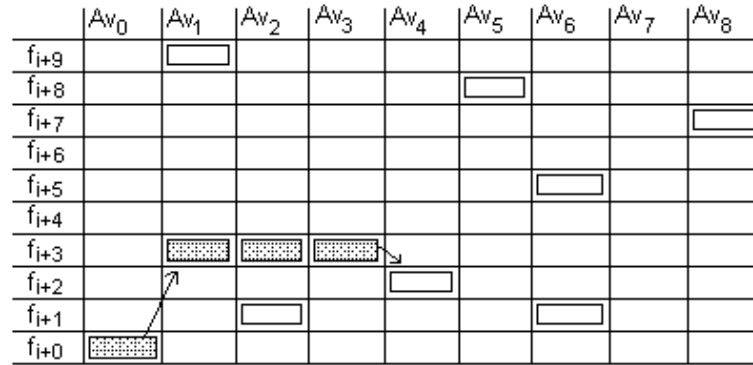 Av₀ Av₁ Av₂ Av₃ Av₄ Av₅ Av₆ Av₇ Av₈
fᵢ₊₉
fᵢ₊₈
fᵢ₊₇
fᵢ₊₆
fᵢ₊₅
fᵢ₊₄
fᵢ₊₃
fᵢ₊₂
fᵢ₊₁
fᵢ₊₀